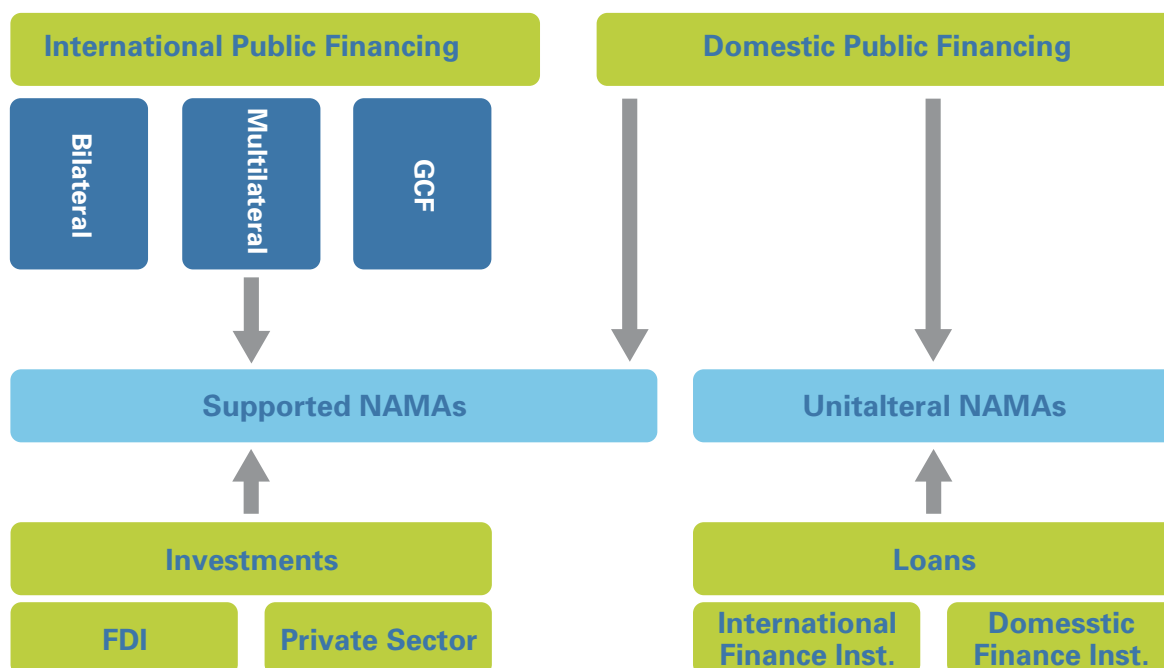 International Public Financing
Domestic Public Financing
Bilateral
Multilateral
GCF
Supported NAMAs
Unitalteral NAMAs
Investments
Loans
FDI
Private Sector
International
Finance Inst.
Domesstic
Finance Inst.